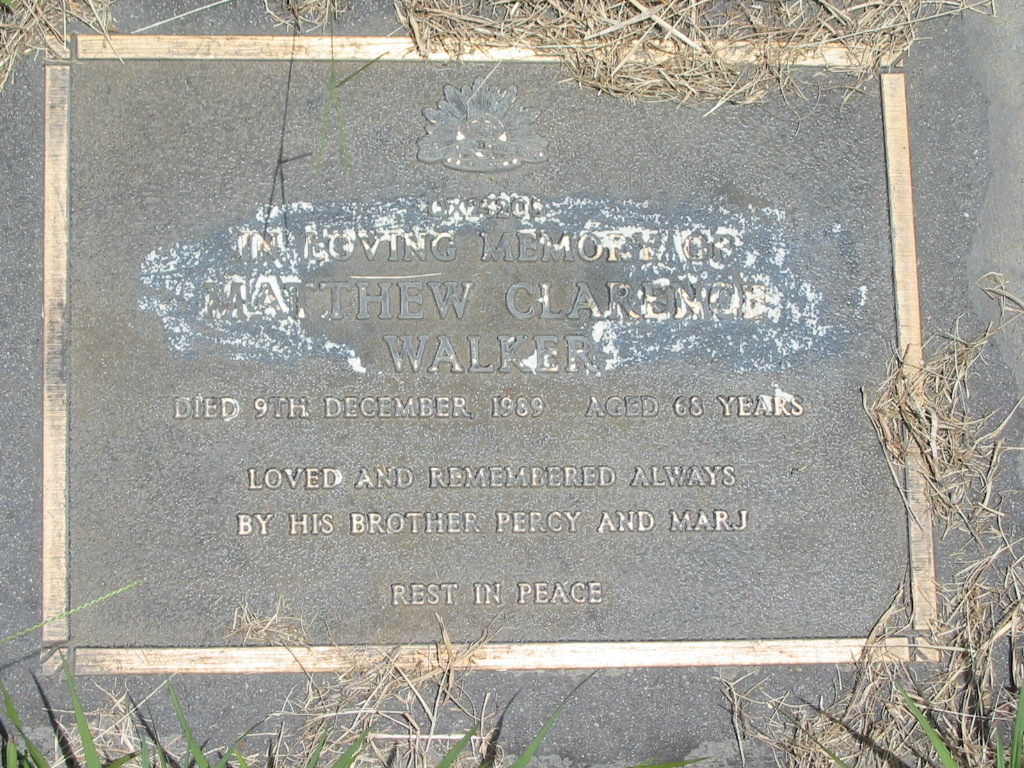 IN LOVING MEMORY OF
MATTHEW CLARENCE
WALKER
DIED 9TH DECEMBER, 1989 AGED 68 YEARS
LOVED AND REMEMBERED ALWAYS
BY HIS BROTHER PERCY AND MARJ
REST IN PEACE